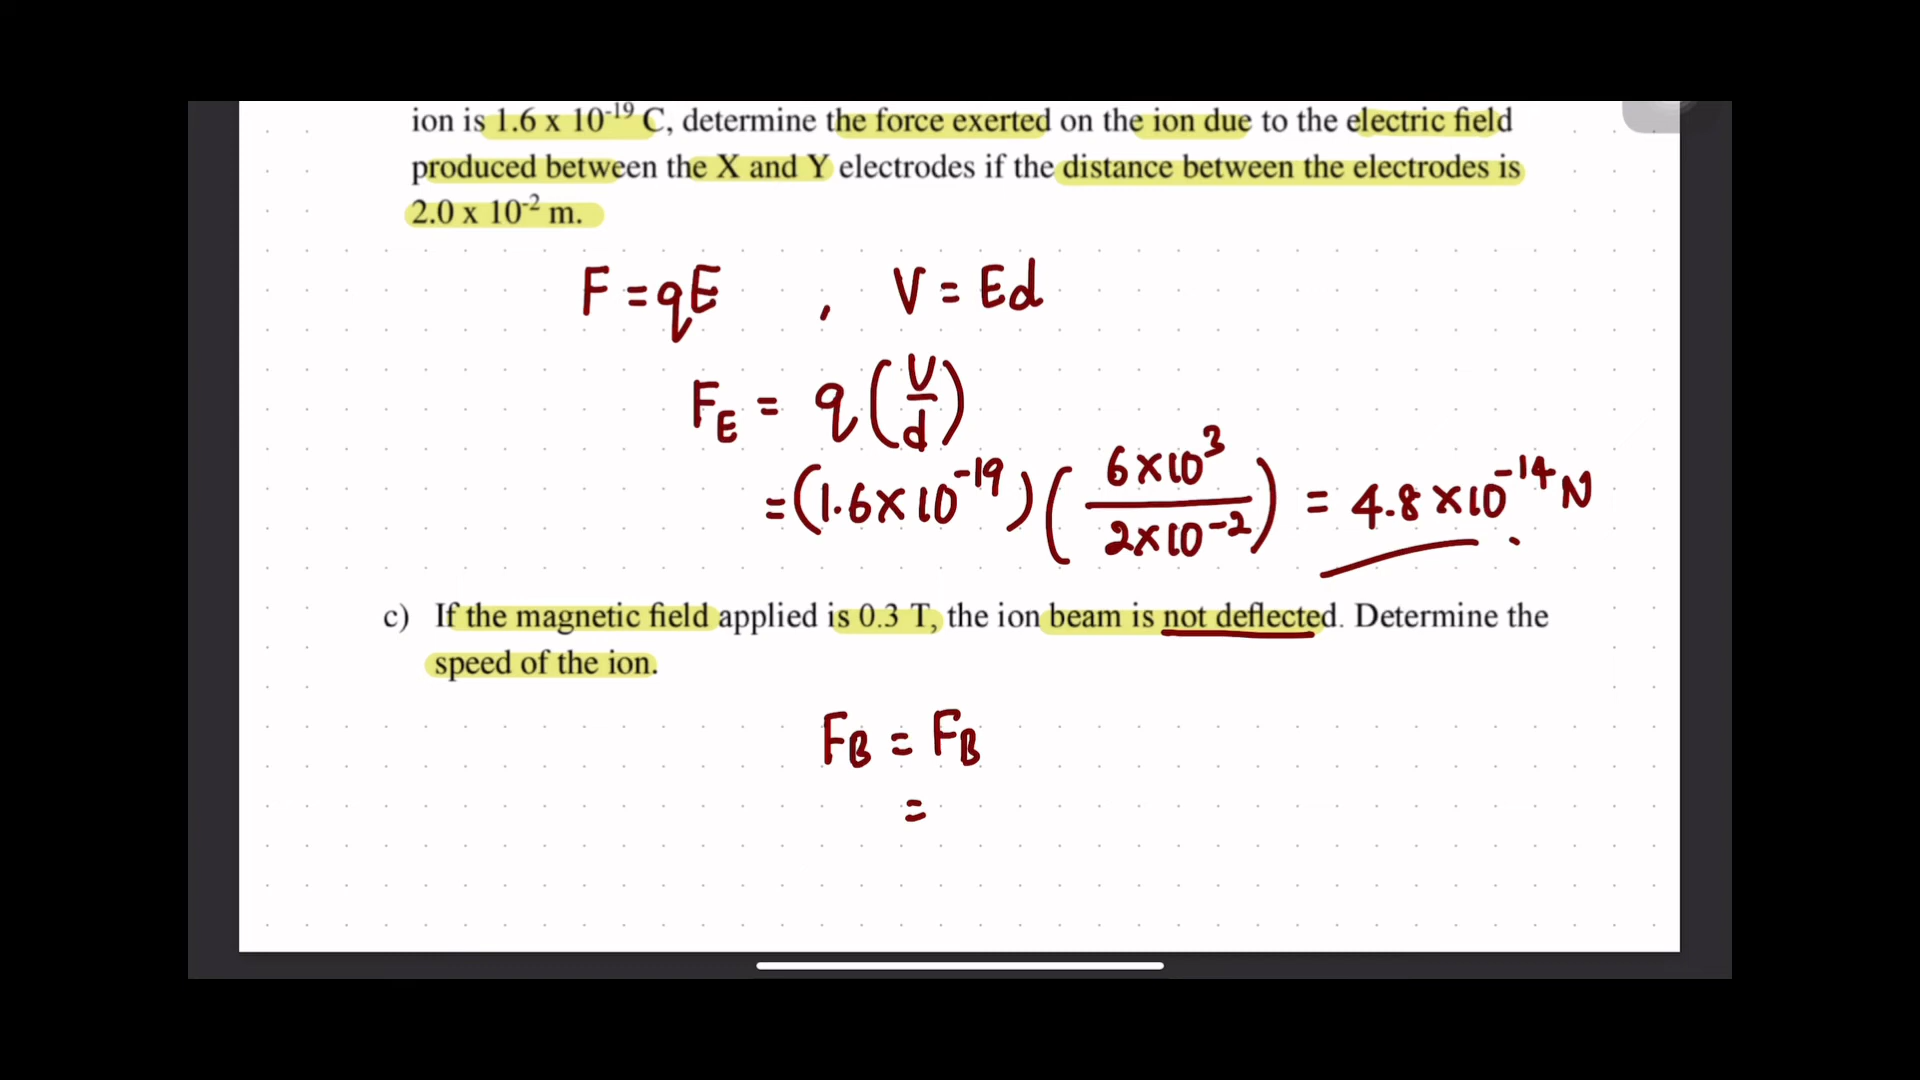 ion is 1.6 x 10⁻¹⁹ C, determine the force exerted on the ion due to the electric field
produced between the X and Y electrodes if the distance between the electrodes is
2.0 x 10⁻² m.
F = qE , V = Ed
F_E = q(V/d)
= (1.6 × 10⁻¹⁹)(6 × 10³ / 2 × 10⁻²) = 4.8 × 10⁻¹⁴ N
c) If the magnetic field applied is 0.3 T, the ion beam is not deflected. Determine the
speed of the ion.
F_B = F_B
=